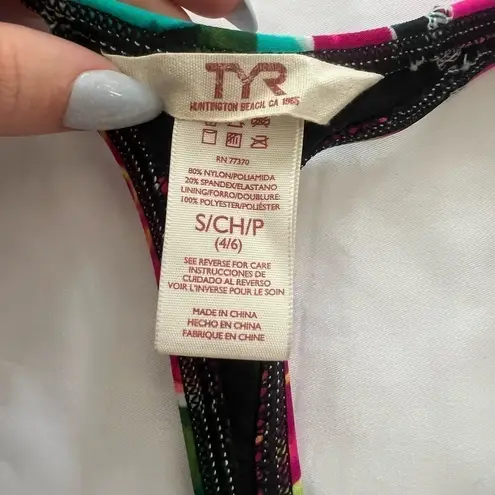 TYR
HUNTINGTON BEACH, CA 1985
RN 77370
80% NYLON/POLIAMIDA
20% SPANDEX/ELASTANO
LINING/FORRO/DOUBLURE:
100% POLYESTER/POLIÉSTER
S/CH/P
(4/6)
SEE REVERSE FOR CARE
INSTRUCCIONES DE
CUIDADO AL REVERSO
VOIR L'INVERSE POUR LE SOIN
MADE IN CHINA
HECHO EN CHINA
FABRIQUE EN CHINE